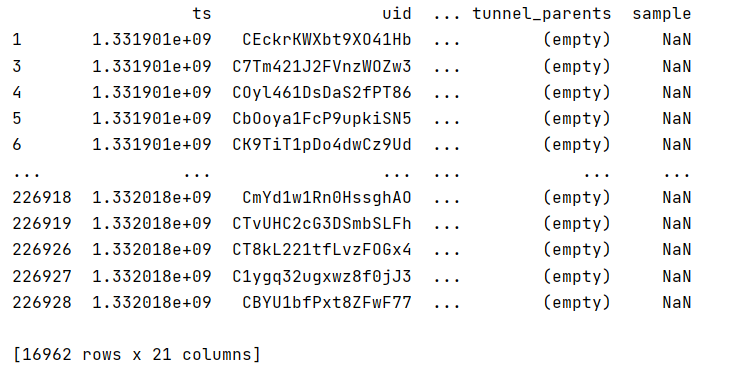 ts uid ... tunnel_parents sample
1 1.331901e+09 CEckrKWXbt9XO41Hb ... (empty) NaN
3 1.331901e+09 C7Tm421J2FVnzWOZw3 ... (empty) NaN
4 1.331901e+09 COyl461DsDaS2fPT86 ... (empty) NaN
5 1.331901e+09 CbOoya1FcP9upkiSN5 ... (empty) NaN
6 1.331901e+09 CK9TiT1pDo4dwCz9Ud ... (empty) NaN
... ... ... ... ... ...
226918 1.332018e+09 CmYd1w1Rn0HssghAO ... (empty) NaN
226919 1.332018e+09 CTvUHC2cG3DSmbSLFh ... (empty) NaN
226926 1.332018e+09 CT8kL221tfLvzFOGx4 ... (empty) NaN
226927 1.332018e+09 C1ygq32ugxwz8f0jJ3 ... (empty) NaN
226928 1.332018e+09 CBYU1bfPxt8ZFwF77 ... (empty) NaN
[16962 rows x 21 columns]